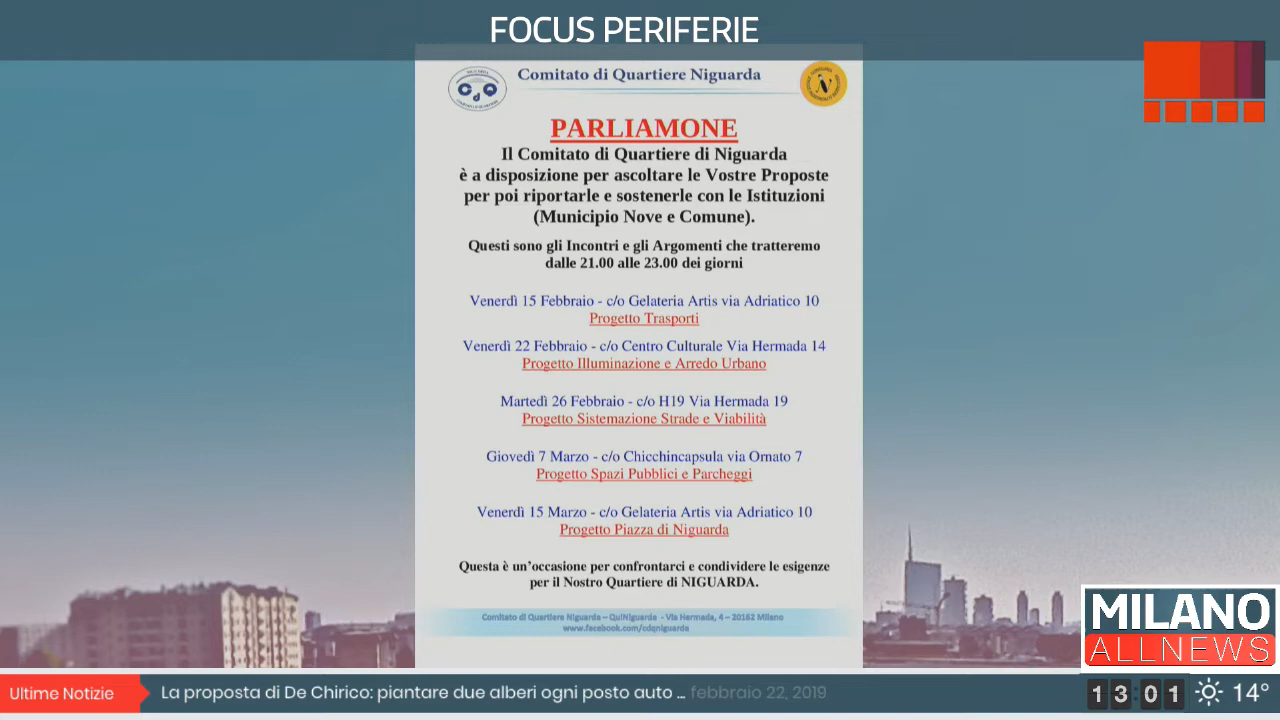 FOCUS PERIFERIE
Comitato di Quartiere Niguarda
PARLIAMONE
Il Comitato di Quartiere di Niguarda
è a disposizione per ascoltare le Vostre Proposte
per poi riportarle e sostenerle con le Istituzioni
(Municipio Nove e Comune).
Questi sono gli Incontri e gli Argomenti che tratteremo
dalle 21.00 alle 23.00 dei giorni
Venerdì 15 Febbraio - c/o Gelateria Artis via Adriatico 10
Progetto Trasporti
Venerdì 22 Febbraio - c/o Centro Culturale Via Hermada 14
Progetto Illuminazione e Arredo Urbano
Martedì 26 Febbraio - c/o H19 Via Hermada 19
Progetto Sistemazione Strade e Viabilità
Giovedì 7 Marzo - c/o Chicchincapsula via Ornato 7
Progetto Spazi Pubblici e Parcheggi
Venerdì 15 Marzo - c/o Gelateria Artis via Adriatico 10
Progetto Piazza di Niguarda
Questa è un'occasione per confrontarci e condividere le esigenze
per il Nostro Quartiere di NIGUARDA.
Comitato di Quartiere Niguarda – QuiNiguarda - Via Hermada, 4 – 20162 Milano
www.facebook.com/cdqniguarda
MILANO
ALLNEWS
Ultime Notizie
La proposta di De Chirico: piantare due alberi ogni posto auto ... febbraio 22, 2019
13:01
14°